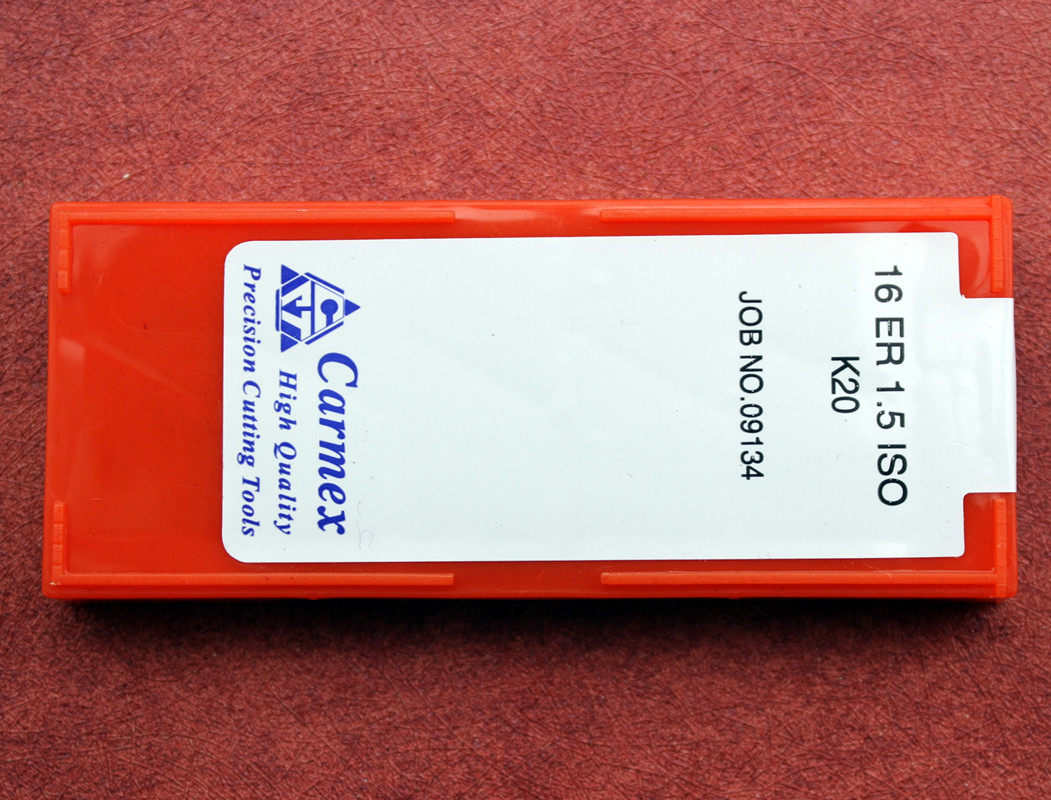 16 ER 1.5 ISO
K20
JOB NO.09134
Carmex
High Quality
Precision Cutting Tools